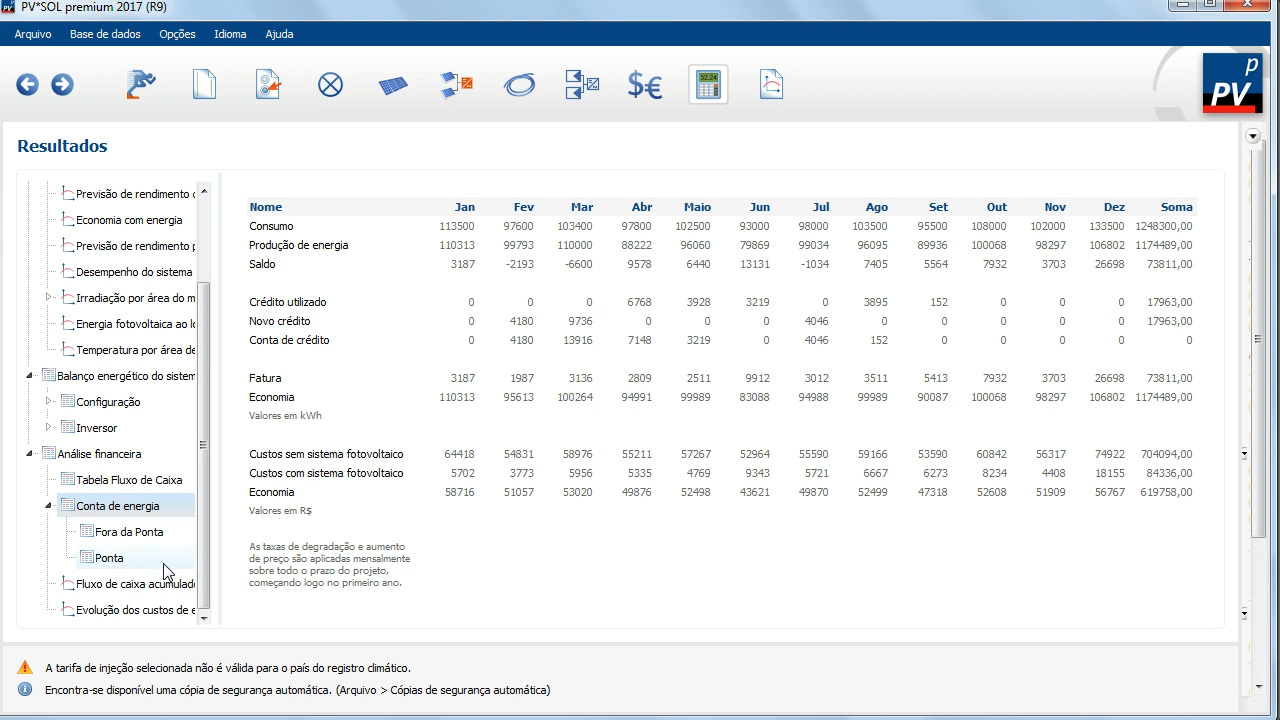 PV*SOL premium 2017 (R9)
Arquivo Base de dados Opções Idioma Ajuda
$€ 52,24
p PV
Resultados
Previsão de rendimento
Economia com energia
Previsão de rendimento p
Desempenho do sistema
Irradiação por área do m
Energia fotovoltaica ao lo
Temperatura por área de
Balanço energético do sistem
Configuração
Inversor
Análise financeira
Tabela Fluxo de Caixa
Conta de energia
Fora da Ponta
Ponta
Fluxo de caixa acumulado
Evolução dos custos de e
Nome Jan Fev Mar Abr Maio Jun Jul Ago Set Out Nov Dez Soma
Consumo 113500 97600 103400 97800 102500 93000 98000 103500 95500 108000 102000 133500 1248300,00
Produção de energia 110313 99793 110000 88222 96060 79869 99034 96095 89936 100068 98297 106802 1174489,00
Saldo 3187 -2193 -6600 9578 6440 13131 -1034 7405 5564 7932 3703 26698 73811,00
Crédito utilizado 0 0 0 6768 3928 3219 0 3895 152 0 0 0 17963,00
Novo crédito 0 4180 9736 0 0 0 4046 0 0 0 0 0 17963,00
Conta de crédito 0 4180 13916 7148 3219 0 4046 152 0 0 0 0 0
Fatura 3187 1987 3136 2809 2511 9912 3012 3511 5413 7932 3703 26698 73811,00
Economia 110313 95613 100264 94991 99989 83088 94988 99989 90087 100068 98297 106802 1174489,00
Valores em kWh
Custos sem sistema fotovoltaico 64418 54831 58976 55211 57267 52964 55590 59166 53590 60842 56317 74922 704094,00
Custos com sistema fotovoltaico 5702 3773 5956 5335 4769 9343 5721 6667 6273 8234 4408 18155 84336,00
Economia 58716 51057 53020 49876 52498 43621 49870 52499 47318 52608 51909 56767 619758,00
Valores em R$
As taxas de degradação e aumento
de preço são aplicadas mensalmente
sobre todo o prazo do projeto,
começando logo no primeiro ano.
A tarifa de injeção selecionada não é válida para o país do registro climático.
Encontra-se disponível uma cópia de segurança automática. (Arquivo > Cópias de segurança automática)